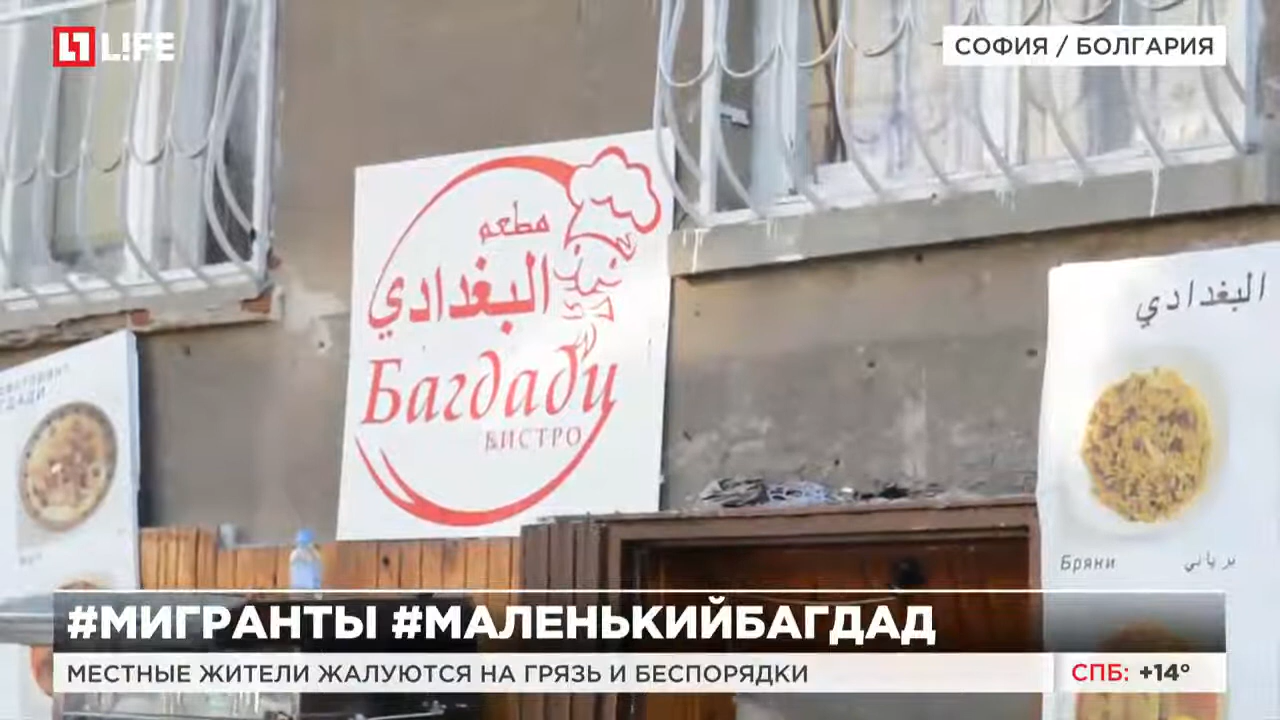 LIFE
СОФИЯ / БОЛГАРИЯ
مطعم
البغدادي
Багдади
БИСТРО
البغدادي
Бряни
برياني
#МИГРАНТЫ #МАЛЕНЬКИЙБАГДАД
МЕСТНЫЕ ЖИТЕЛИ ЖАЛУЮТСЯ НА ГРЯЗЬ И БЕСПОРЯДКИ
СПБ: +14°